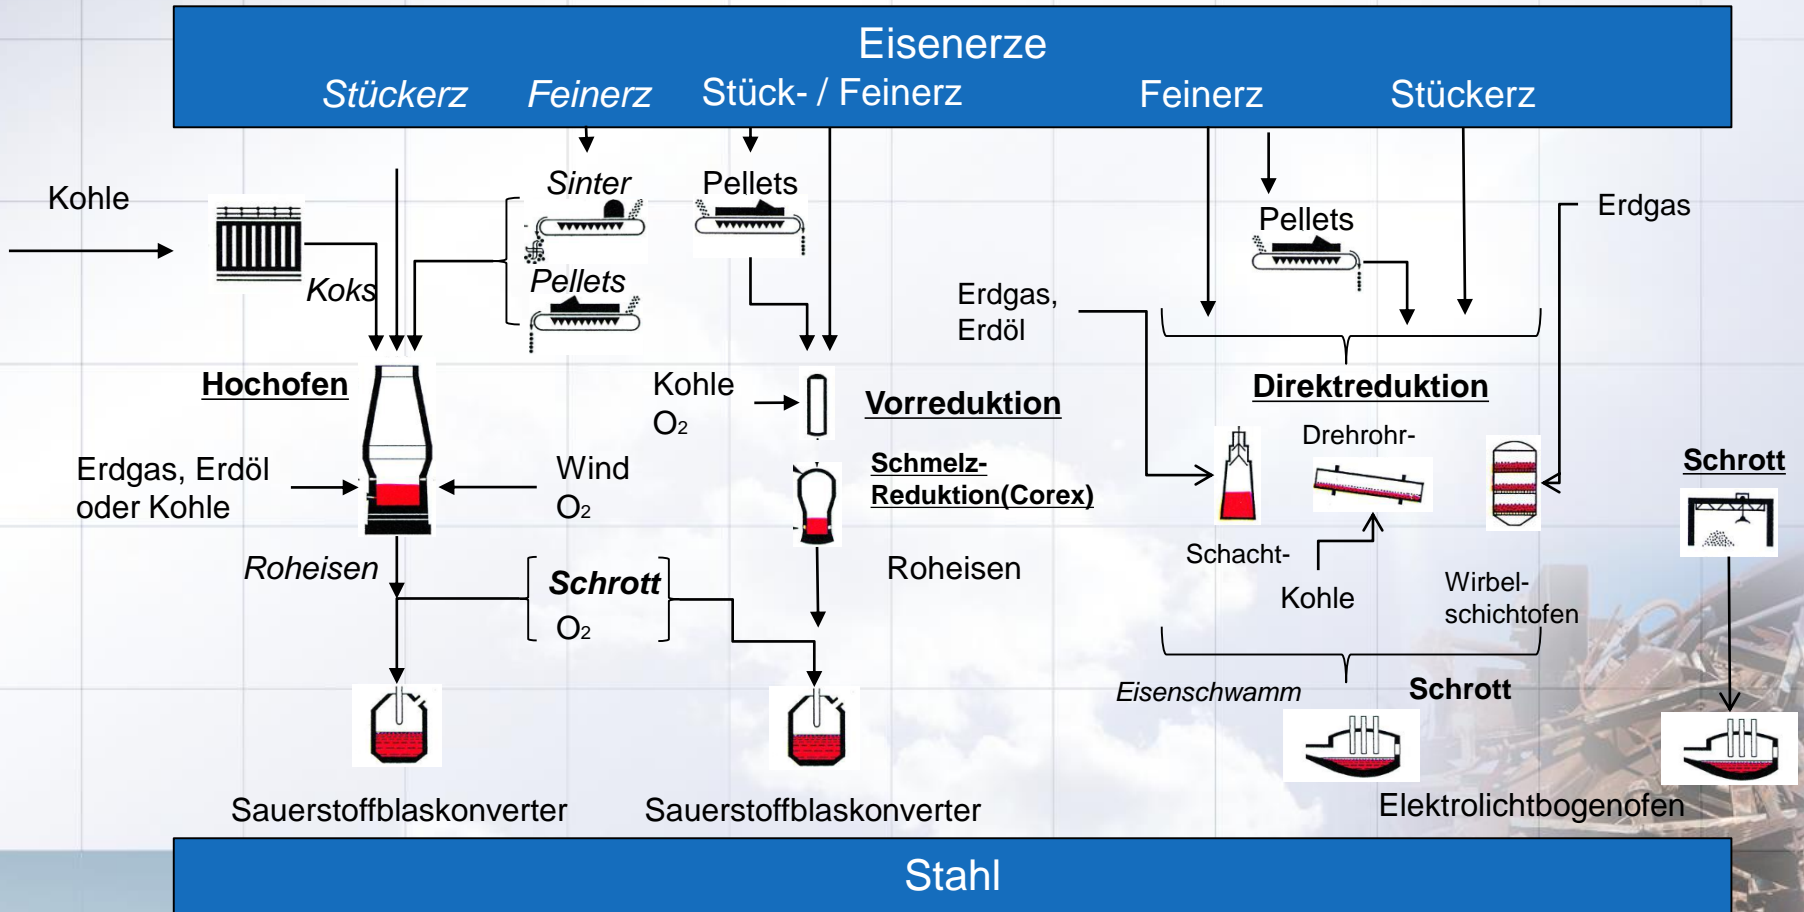 Eisenerze
Stückerz Feinerz Stück- / Feinerz Feinerz Stückerz
Kohle
Koks
Sinter
Pellets
Pellets
Pellets
Erdgas
Erdgas,
Erdöl
Hochofen
Kohle
O2
Vorreduktion
Direktreduktion
Erdgas, Erdöl
oder Kohle
Wind
O2
Schmelz-
Reduktion(Corex)
Drehrohr-
Schrott
Schacht-
Kohle
Wirbel-
schichtofen
Roheisen
Schrott
O2
Roheisen
Eisenschwamm
Schrott
Sauerstoffblaskonverter
Sauerstoffblaskonverter
Elektrolichtbogenofen
Stahl